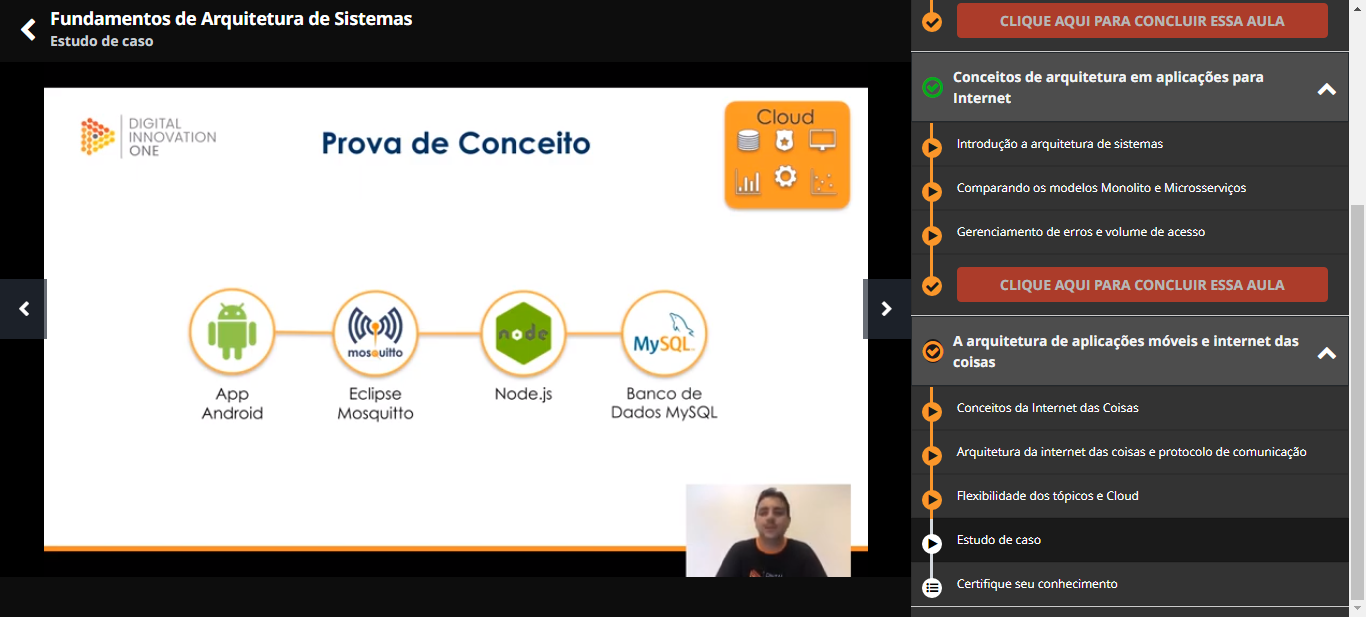 Fundamentos de Arquitetura de Sistemas
Estudo de caso
DIGITAL
INNOVATION
ONE
Prova de Conceito
Cloud
mosquitto
node
MySQL
App
Android
Eclipse
Mosquitto
Node.js
Banco de
Dados MySQL
CLIQUE AQUI PARA CONCLUIR ESSA AULA
Conceitos de arquitetura em aplicações para
Internet
Introdução a arquitetura de sistemas
Comparando os modelos Monolito e Microsserviços
Gerenciamento de erros e volume de acesso
CLIQUE AQUI PARA CONCLUIR ESSA AULA
A arquitetura de aplicações móveis e internet das
coisas
Conceitos da Internet das Coisas
Arquitetura da internet das coisas e protocolo de comunicação
Flexibilidade dos tópicos e Cloud
Estudo de caso
Certifique seu conhecimento